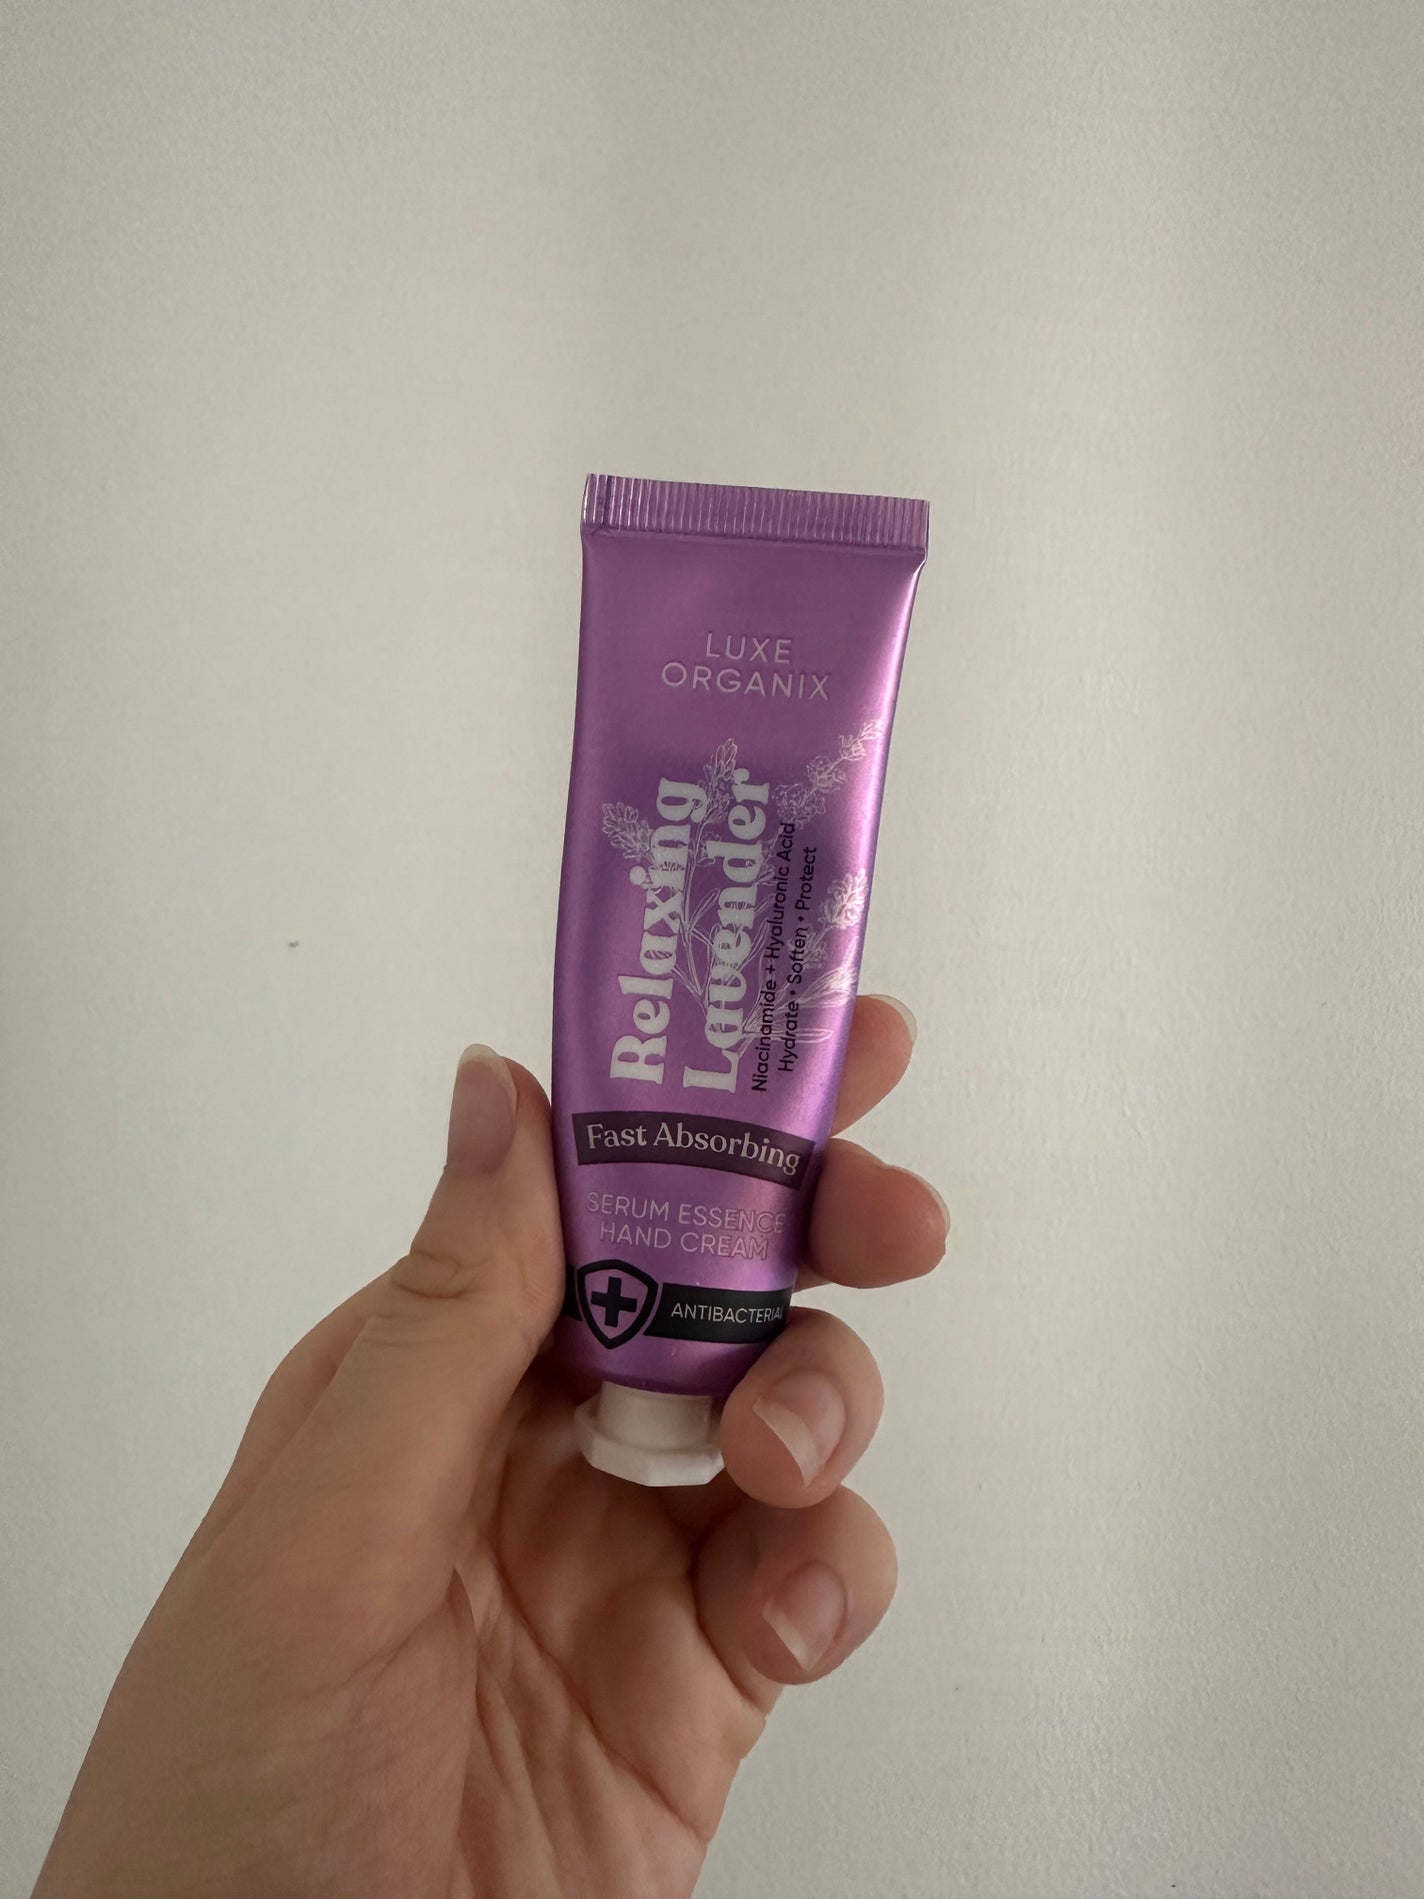 LUXE
ORGANIX
Relaxing
Lavender
Niacinamide + Hyaluronic Acid
Hydrate • Soften • Protect
Fast Absorbing
SERUM ESSENCE
HAND CREAM
ANTIBACTERIAL